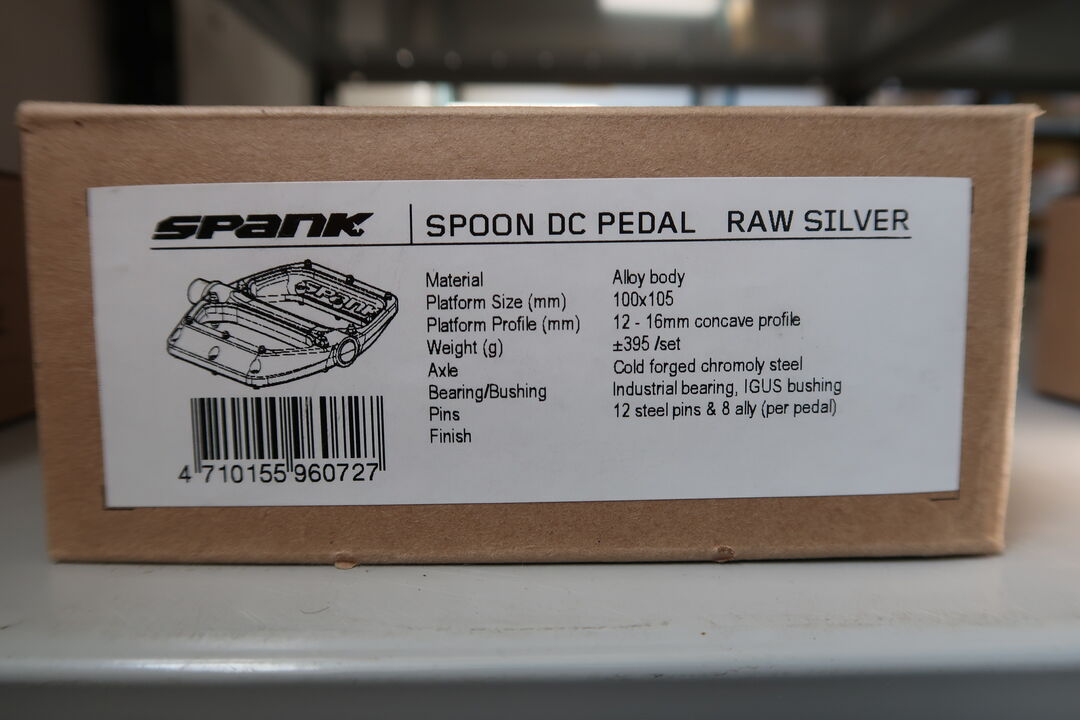 SPANK SPOON DC PEDAL RAW SILVER
SPANK
Material Alloy body
Platform Size (mm) 100x105
Platform Profile (mm) 12 - 16mm concave profile
Weight (g) ±395 /set
Axle Cold forged chromoly steel
Bearing/Bushing Industrial bearing, IGUS bushing
Pins 12 steel pins & 8 ally (per pedal)
Finish
4 710155 960727